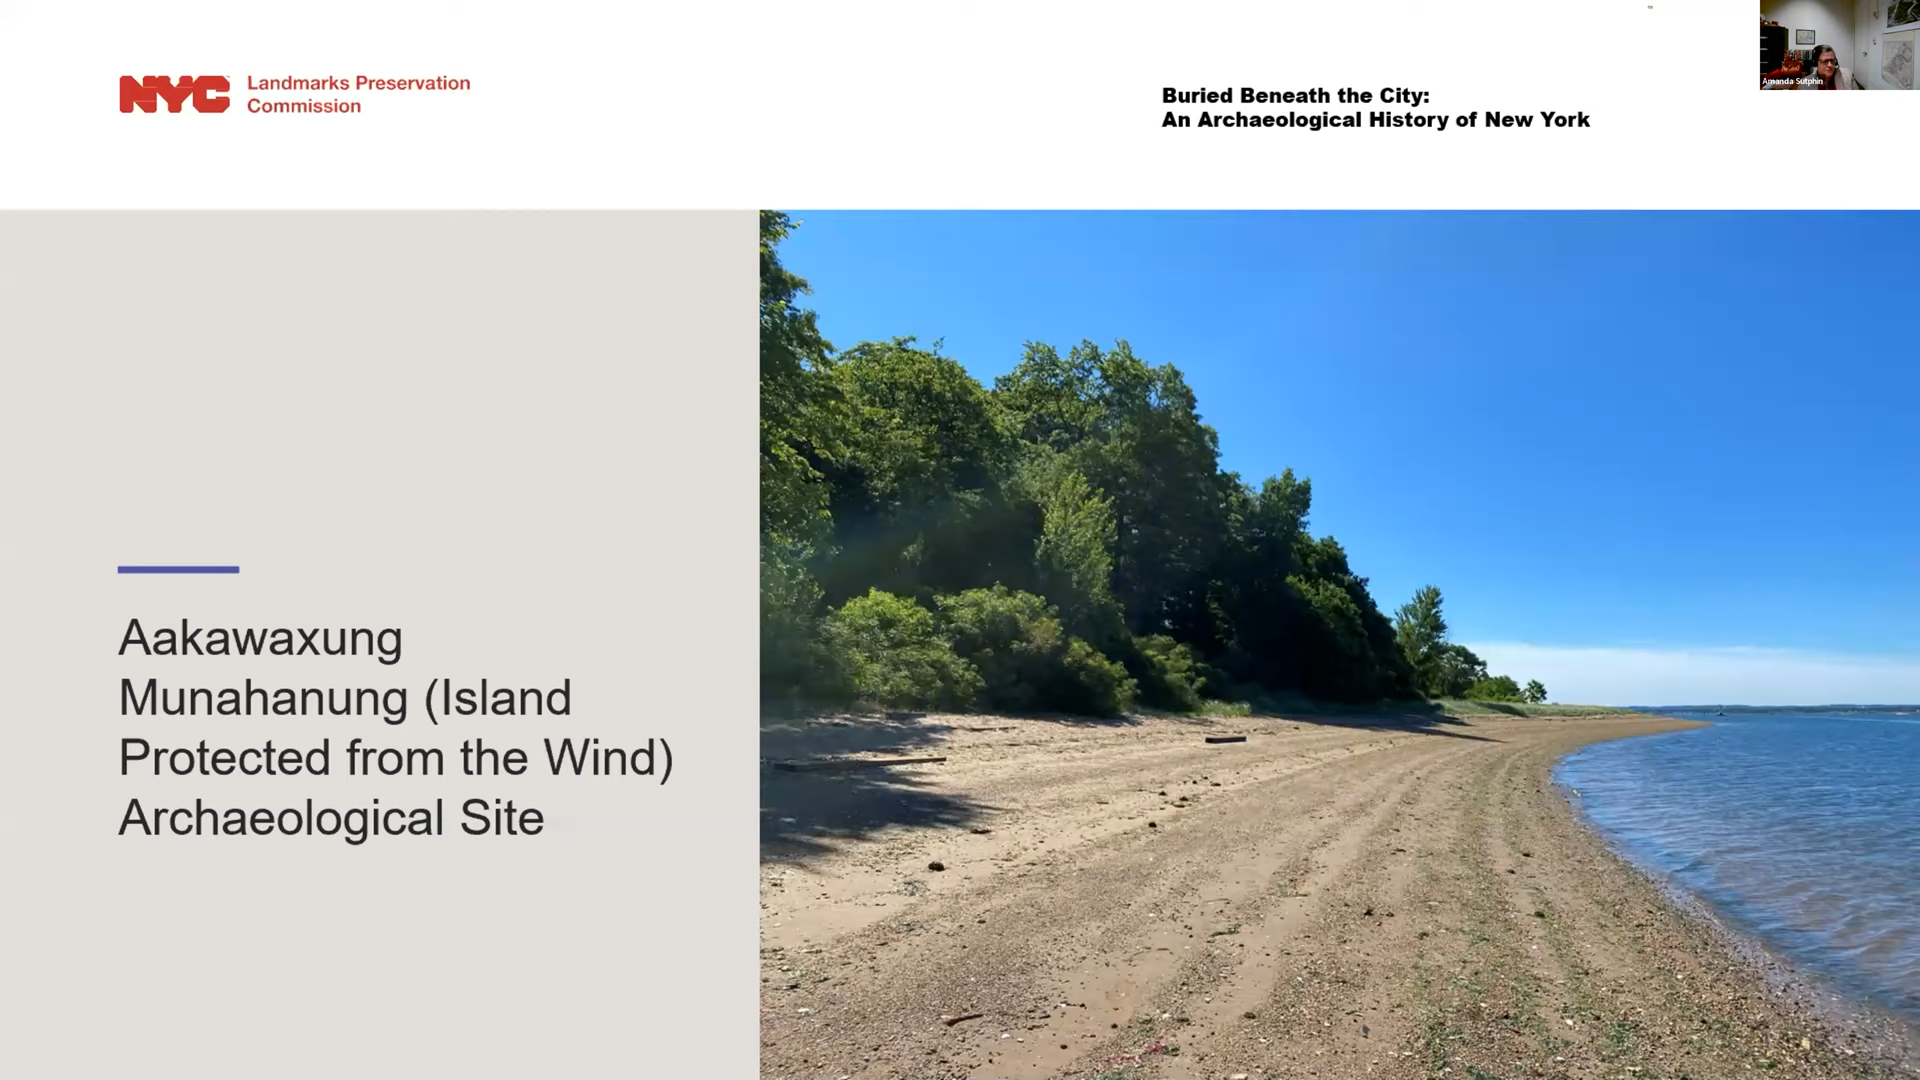 NYC Landmarks Preservation
Commission
Buried Beneath the City:
An Archaeological History of New York
Amanda Sutphin
Aakawaxung
Munahanung (Island
Protected from the Wind)
Archaeological Site